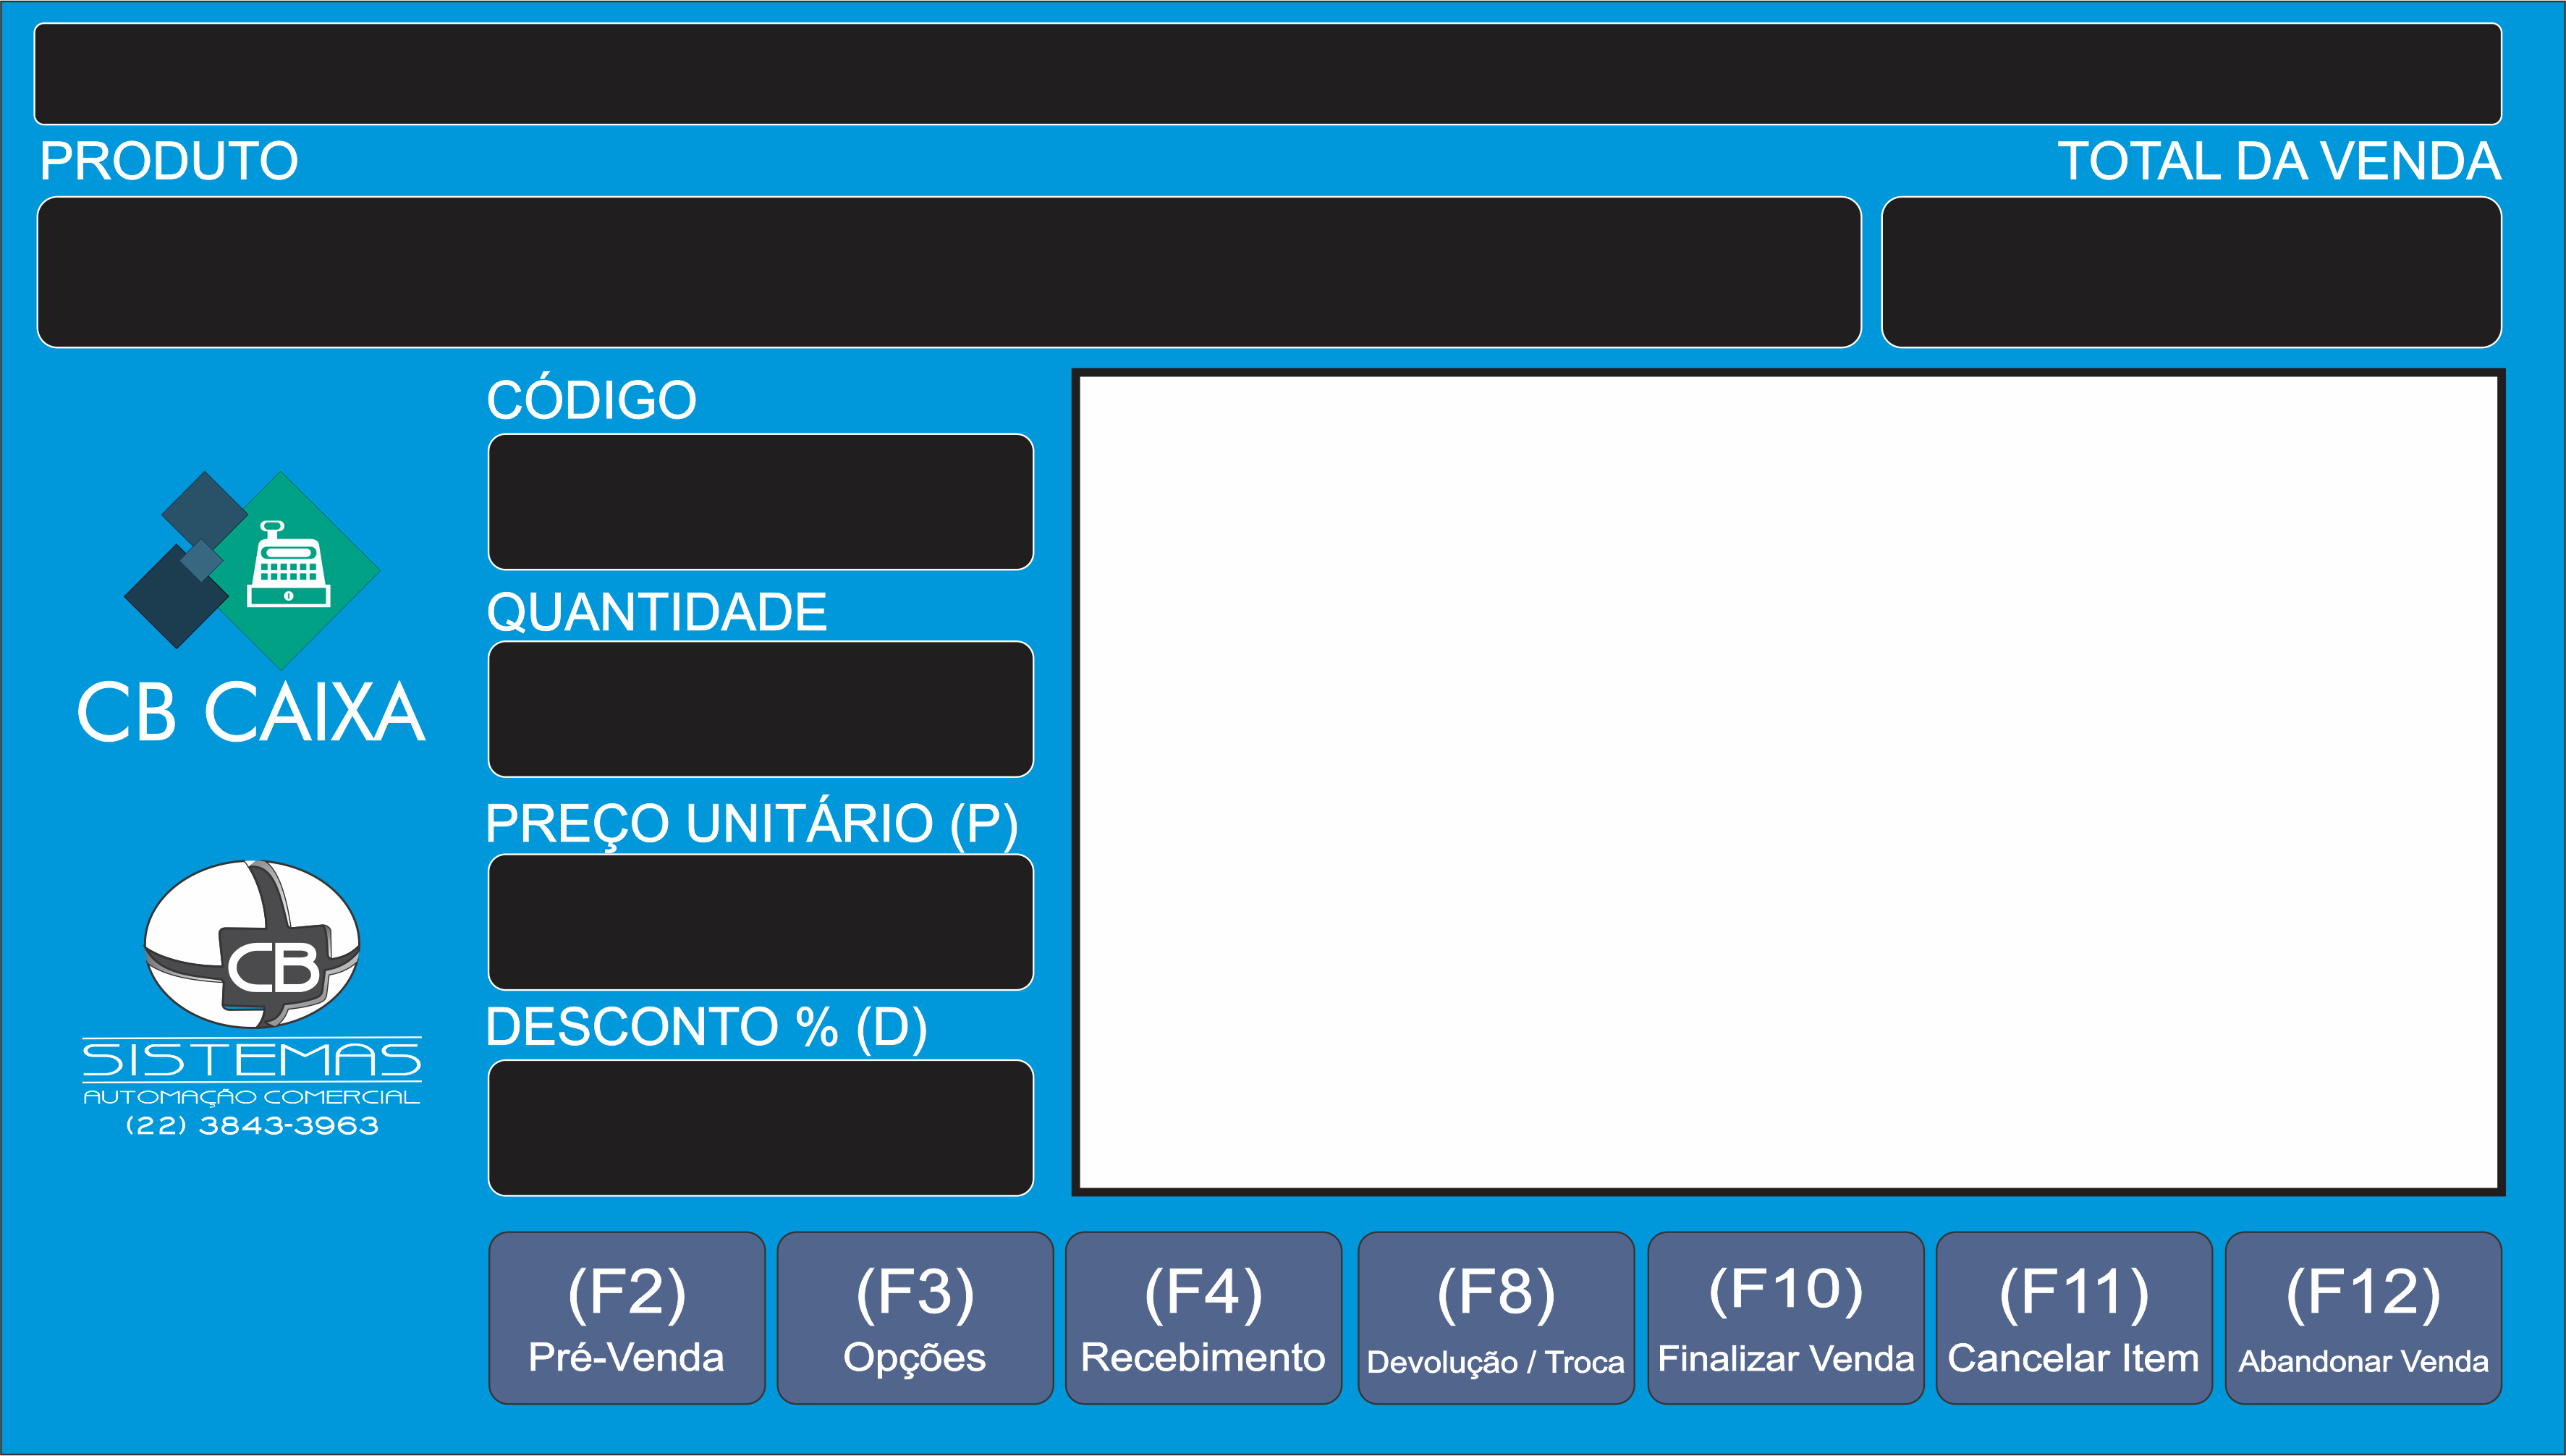 PRODUTO
TOTAL DA VENDA
CÓDIGO
QUANTIDADE
PREÇO UNITÁRIO (P)
DESCONTO % (D)
CB CAIXA
CB
SISTEMAS
AUTOMAÇÃO COMERCIAL
(22) 3843-3963
(F2)
Pré-Venda
(F3)
Opções
(F4)
Recebimento
(F8)
Devolução / Troca
(F10)
Finalizar Venda
(F11)
Cancelar Item
(F12)
Abandonar Venda